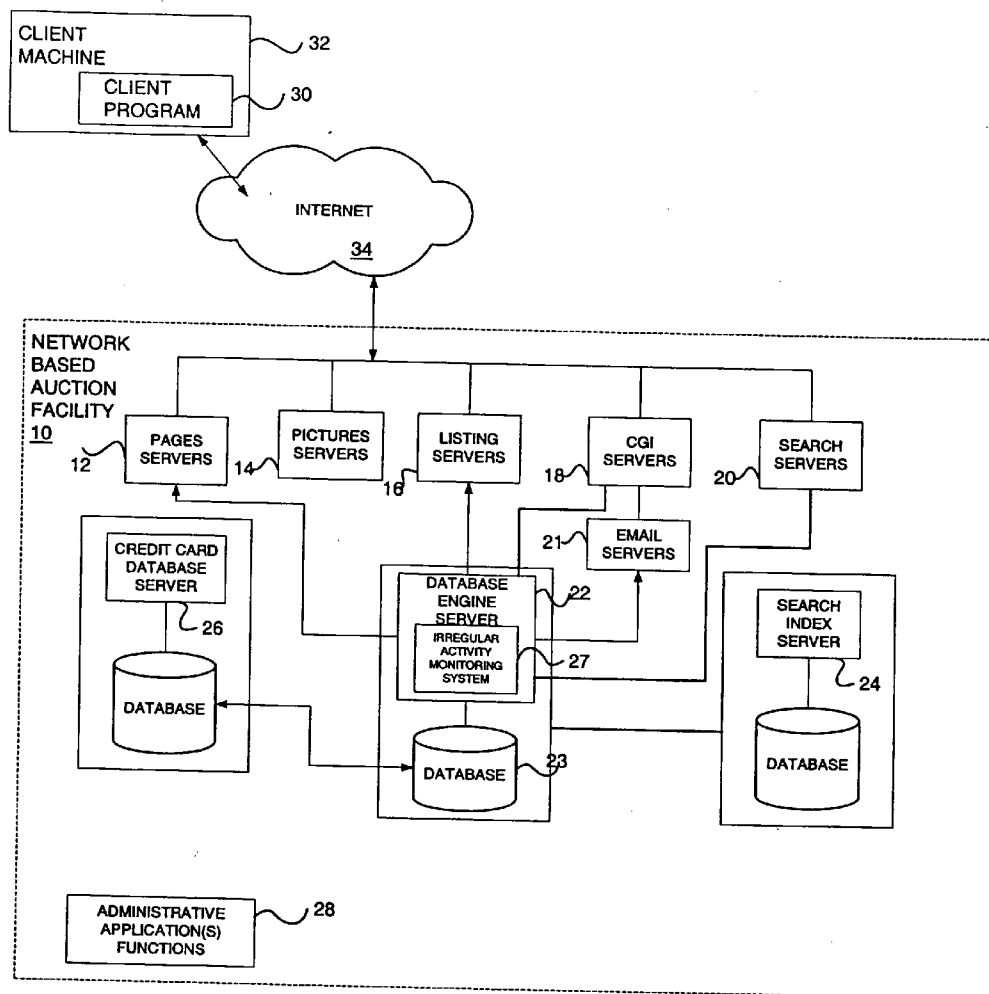 CLIENT
MACHINE
32
CLIENT
PROGRAM
30
INTERNET
34
NETWORK
BASED
AUCTION
FACILITY
10
PAGES
SERVERS
12
PICTURES
SERVERS
14
LISTING
SERVERS
16
CGI
SERVERS
18
SEARCH
SERVERS
20
EMAIL
SERVERS
21
CREDIT CARD
DATABASE
SERVER
26
DATABASE
DATABASE
ENGINE
SERVER
22
IRREGULAR
ACTIVITY
MONITORING
SYSTEM
27
DATABASE
23
SEARCH
INDEX
SERVER
24
DATABASE
ADMINISTRATIVE
APPLICATION(S)
FUNCTIONS
28